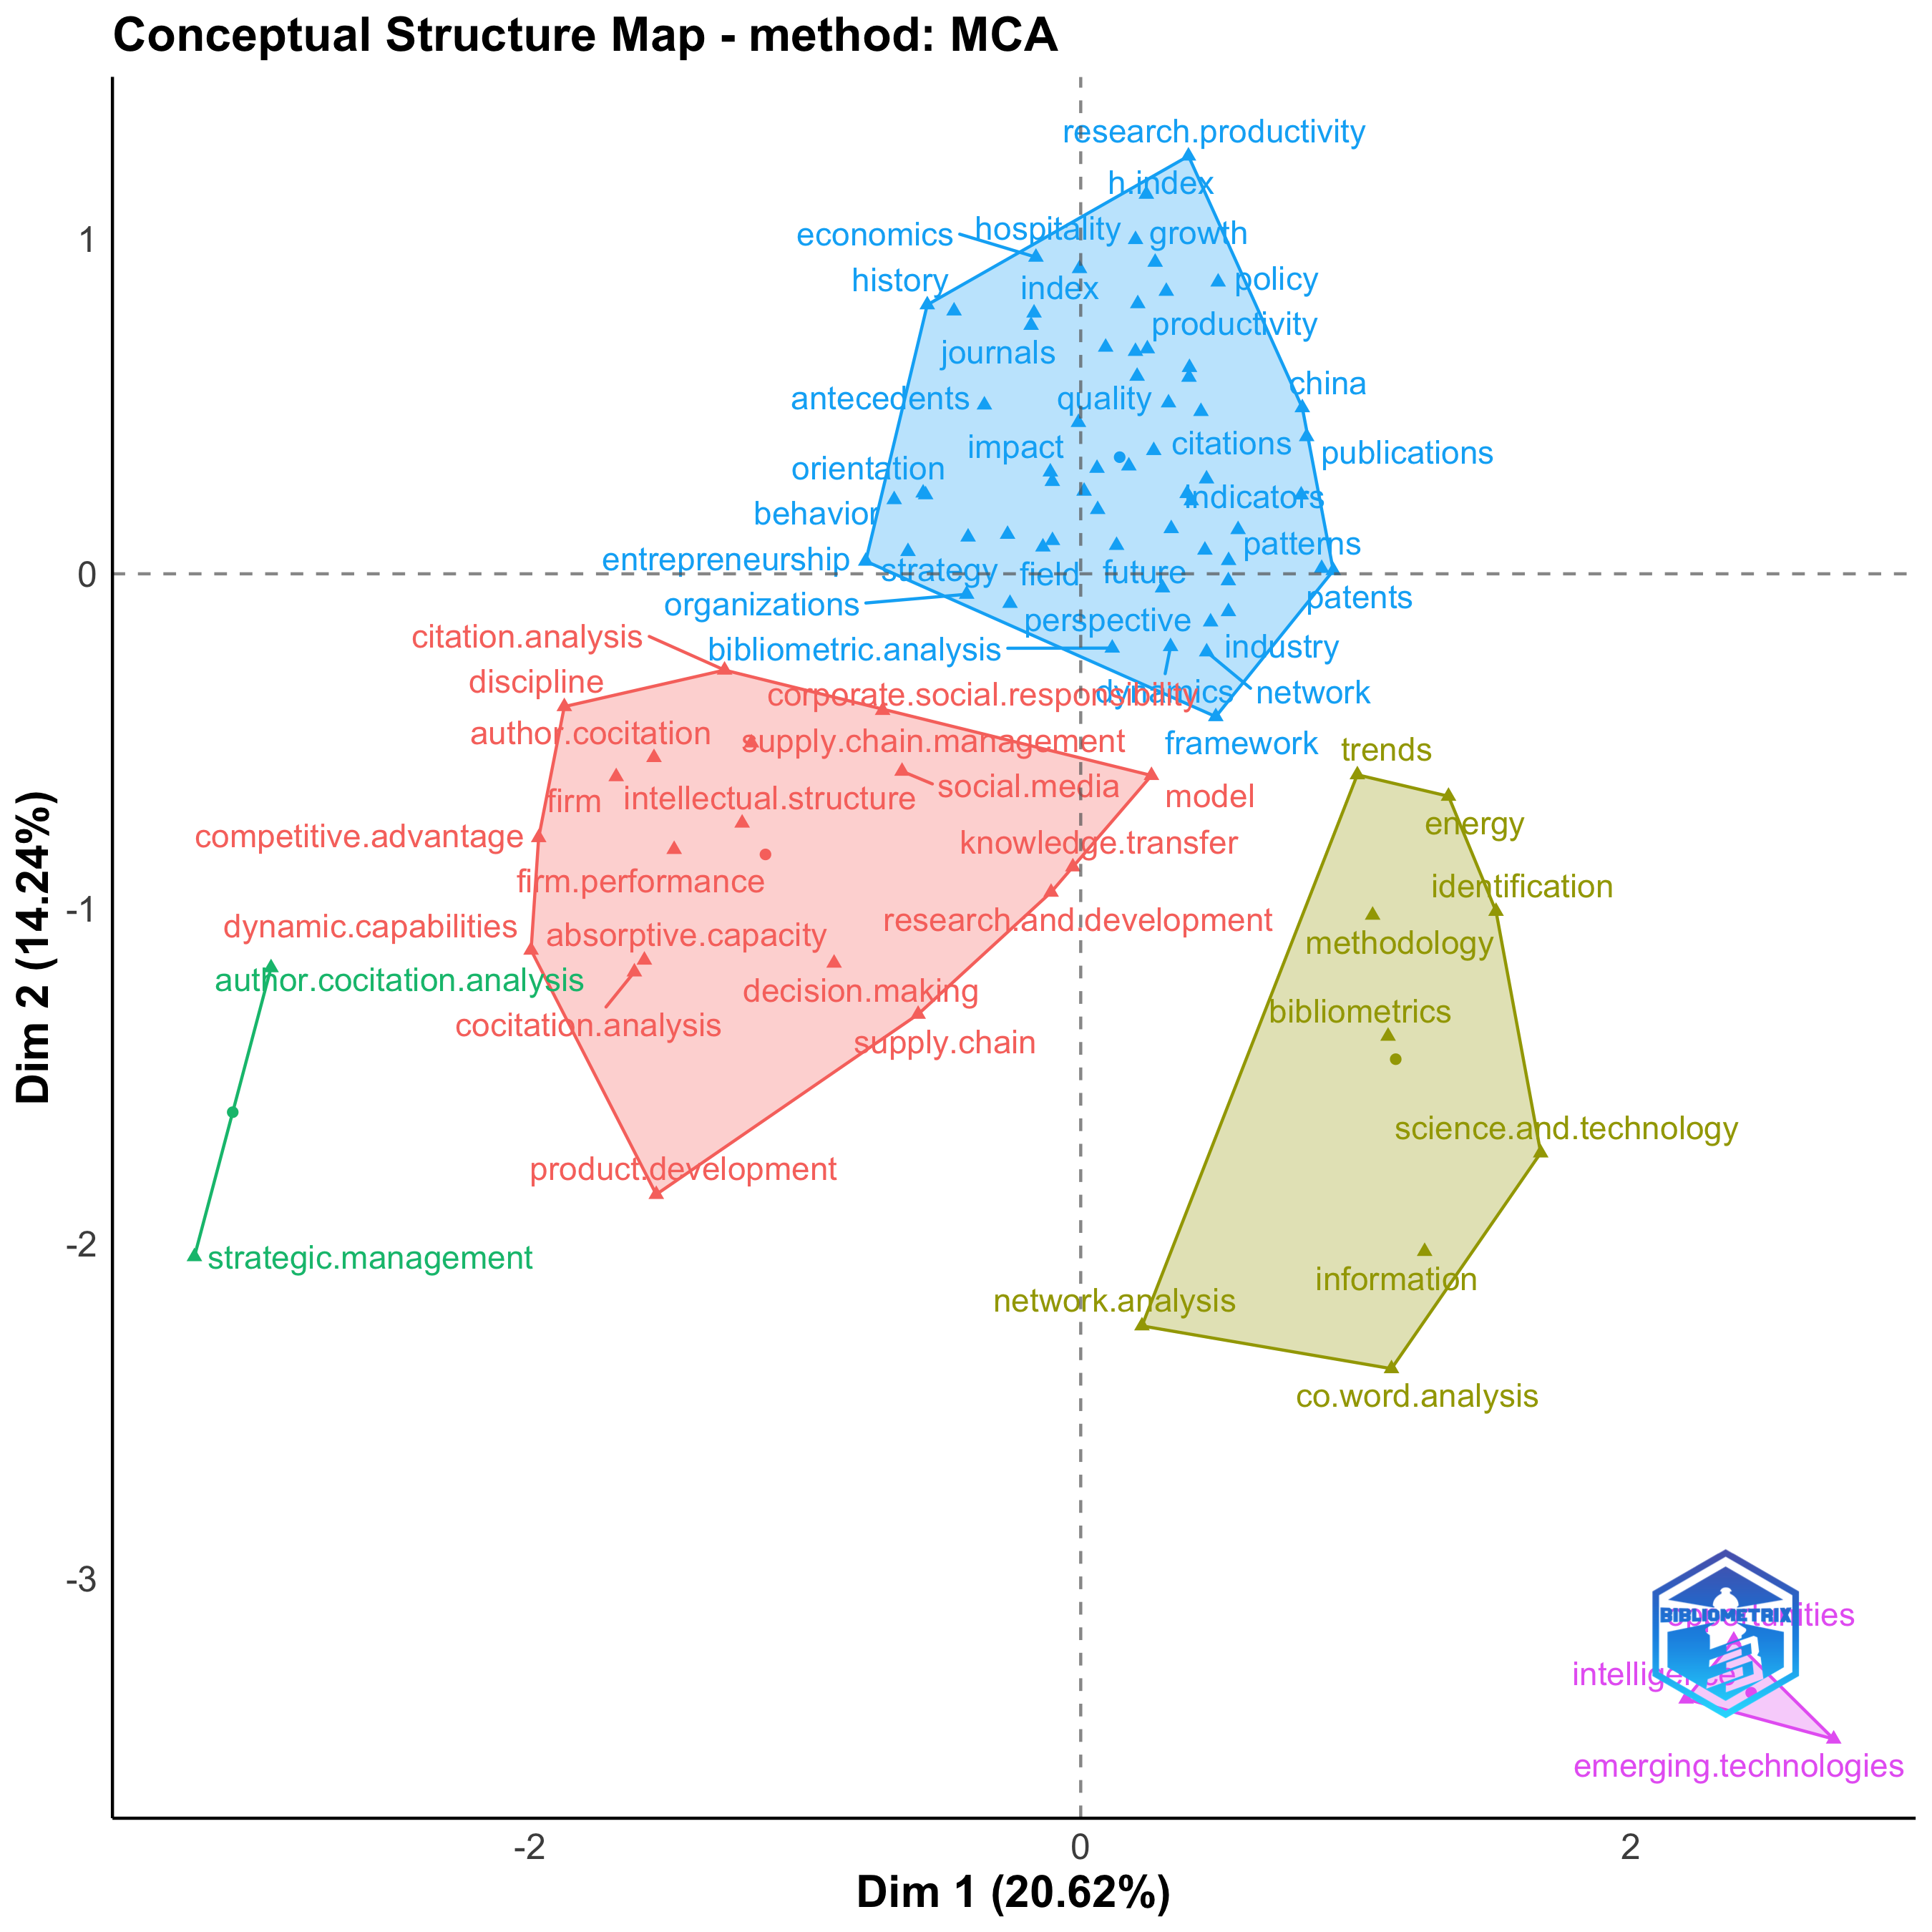 Conceptual Structure Map - method: MCA
research.productivity
h.index
hospitality
growth
economics
history
index
policy
productivity
journals
china
antecedents
quality
impact
citations
publications
orientation
indicators
behavior
patterns
entrepreneurship
strategy
field
future
organizations
patents
perspective
bibliometric.analysis
industry
dynamics
network
framework
citation.analysis
discipline
corporate.social.responsibility
author.cocitation
supply.chain.management
social.media
firm
intellectual.structure
model
competitive.advantage
knowledge.transfer
firm.performance
research.and.development
dynamic.capabilities
absorptive.capacity
decision.making
cocitation.analysis
supply.chain
product.development
author.cocitation.analysis
strategic.management
trends
energy
identification
methodology
bibliometrics
science.and.technology
information
network.analysis
co.word.analysis
opportunities
BIBLIOMETRIX
intelligence
emerging.technologies
1
0
-1
-2
-3
-2
0
2
Dim 1 (20.62%)
Dim 2 (14.24%)